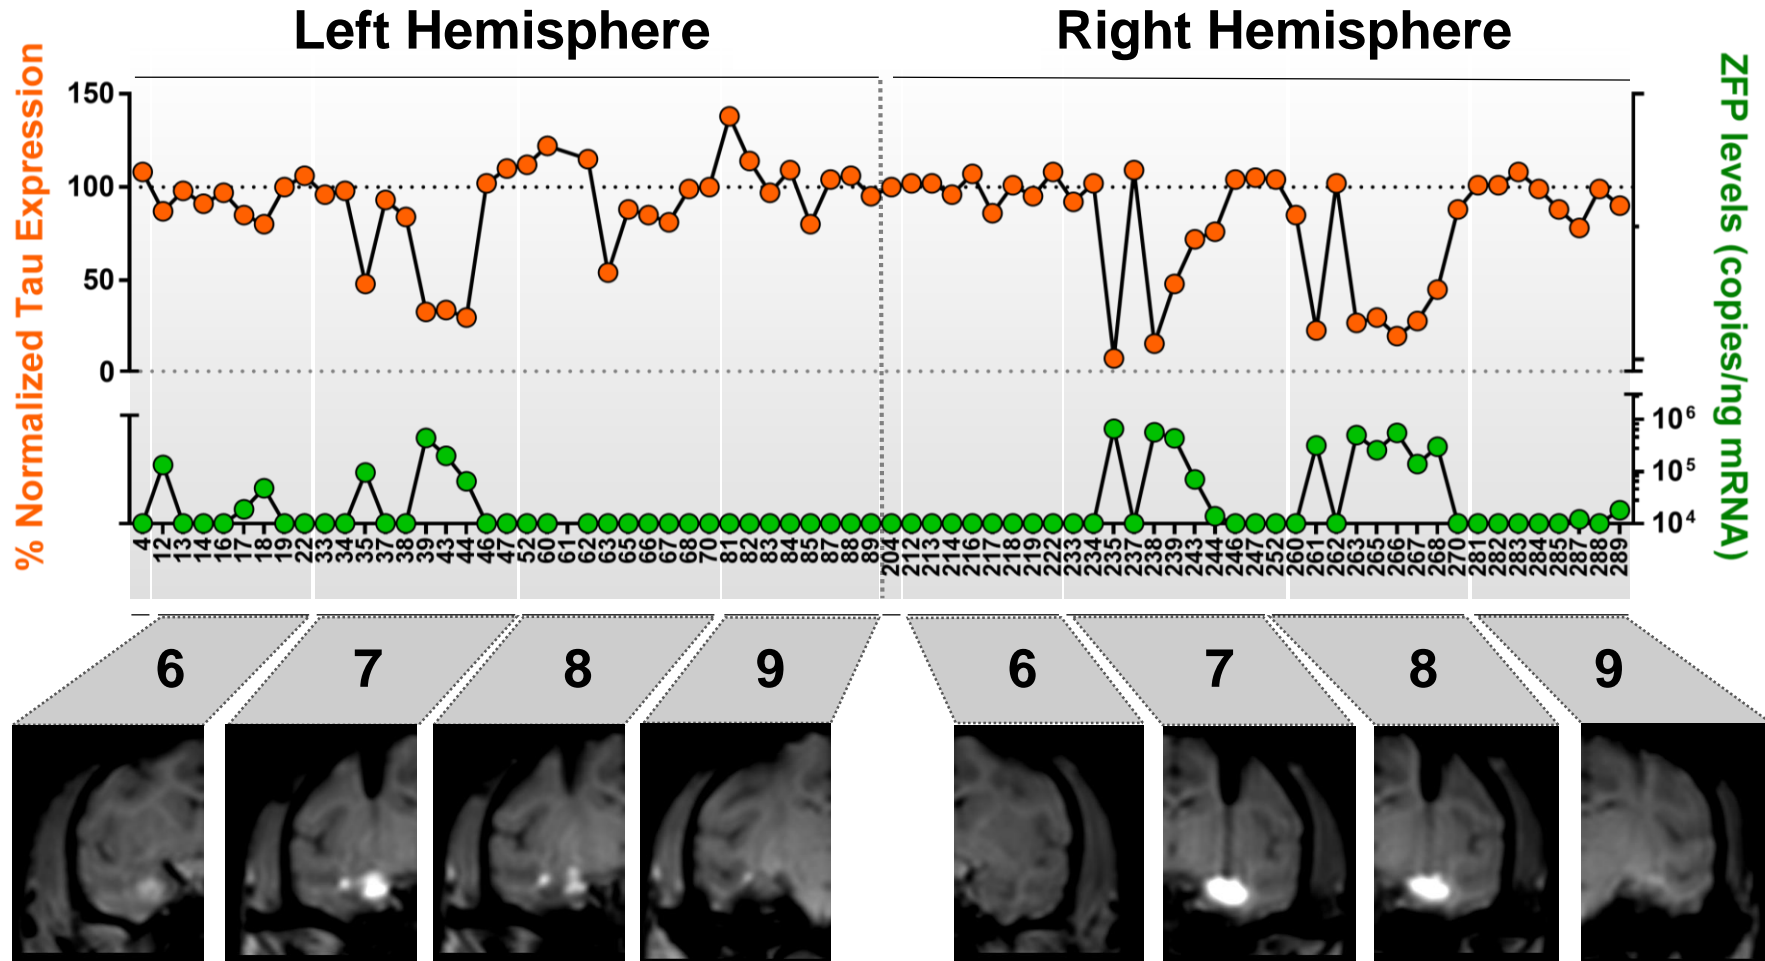 Left Hemisphere
Right Hemisphere
% Normalized Tau Expression
150
100
50
0
ZFP levels (copies/ng mRNA)
10⁶
10⁵
10⁴
4 12 13 14 16 17 18 19 22 33 34 35 37 38 39 43 44 46 47 52 60 61 62 63 65 66 67 68 70 81 82 83 84 85 87 88 89 204 212 213 214 216 217 218 219 222 233 234 235 237 238 239 243 244 246 247 252 260 261 262 263 265 266 267 268 270 281 282 283 284 285 287 288 289
6 7 8 9 6 7 8 9